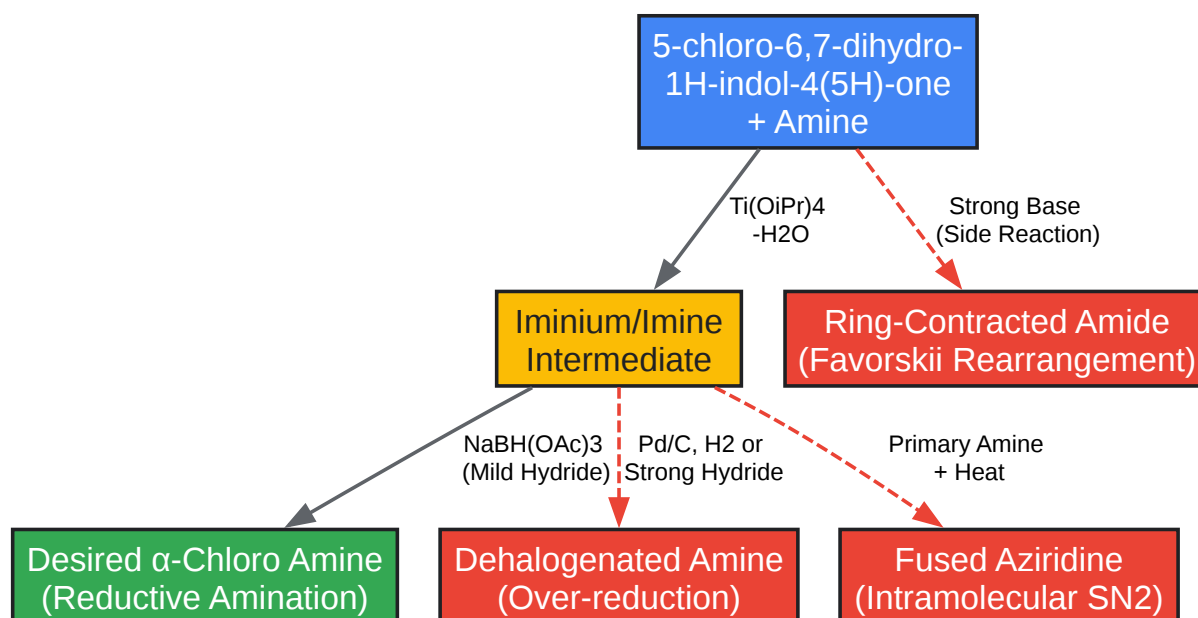 5-chloro-6,7-dihydro-
1H-indol-4(5H)-one
+ Amine
Ti(OiPr)4
-H2O
Strong Base
(Side Reaction)
Iminium/Imine
Intermediate
Ring-Contracted Amide
(Favorskii Rearrangement)
NaBH(OAc)3
(Mild Hydride)
Pd/C, H2 or
Strong Hydride
Primary Amine
+ Heat
Desired α-Chloro Amine
(Reductive Amination)
Dehalogenated Amine
(Over-reduction)
Fused Aziridine
(Intramolecular SN2)